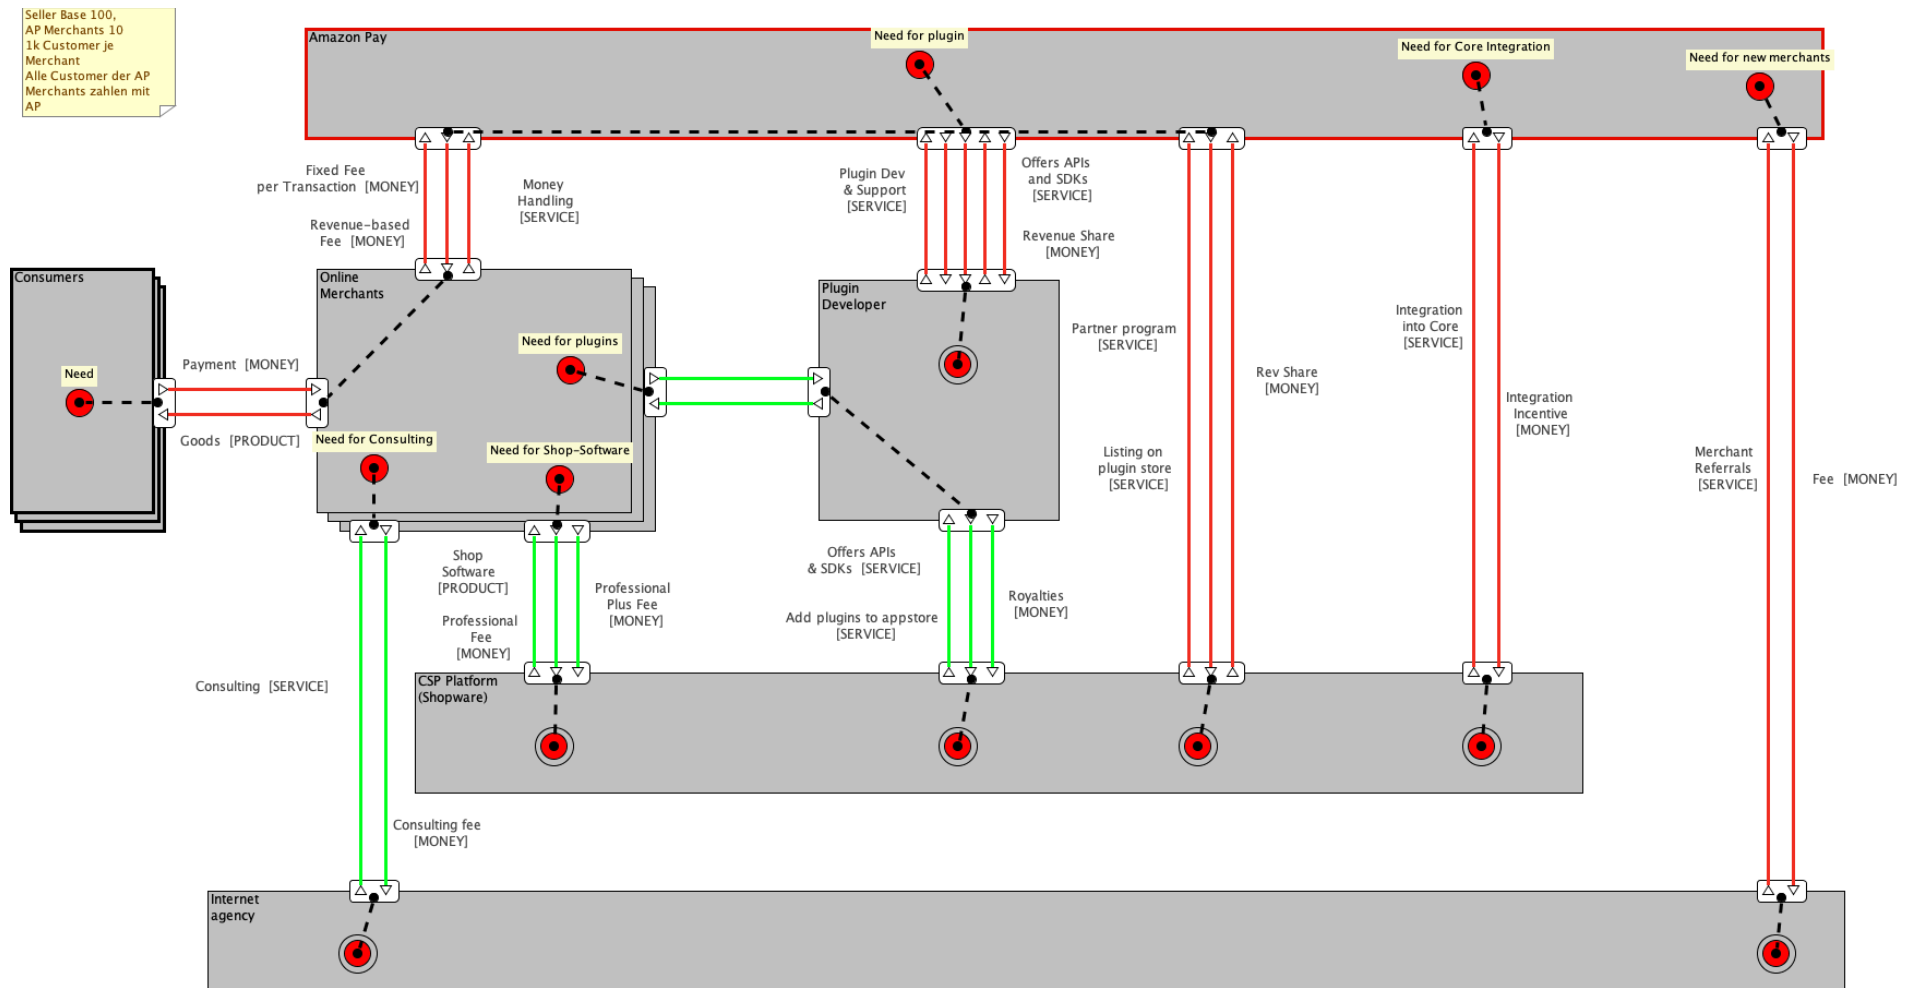 Seller Base 100,
AP Merchants 10
1k Customer je
Merchant
Alle Customer der AP
Merchants zahlen mit
AP
Amazon Pay
Need for plugin
Need for Core Integration
Need for new merchants
Fixed Fee
per Transaction [MONEY]
Revenue-based
Fee [MONEY]
Money
Handling
[SERVICE]
Plugin Dev
& Support
[SERVICE]
Offers APIs
and SDKs
[SERVICE]
Revenue Share
[MONEY]
Consumers
Need
Payment [MONEY]
Goods [PRODUCT]
Online
Merchants
Need for plugins
Need for Consulting
Need for Shop-Software
Plugin
Developer
Partner program
[SERVICE]
Rev Share
[MONEY]
Listing on
plugin store
[SERVICE]
Integration
into Core
[SERVICE]
Integration
Incentive
[MONEY]
Merchant
Referrals
[SERVICE]
Fee [MONEY]
Shop
Software
[PRODUCT]
Professional
Fee
[MONEY]
Professional
Plus Fee
[MONEY]
Offers APIs
& SDKs [SERVICE]
Add plugins to appstore
[SERVICE]
Royalties
[MONEY]
Consulting [SERVICE]
CSP Platform
(Shopware)
Consulting fee
[MONEY]
Internet
agency